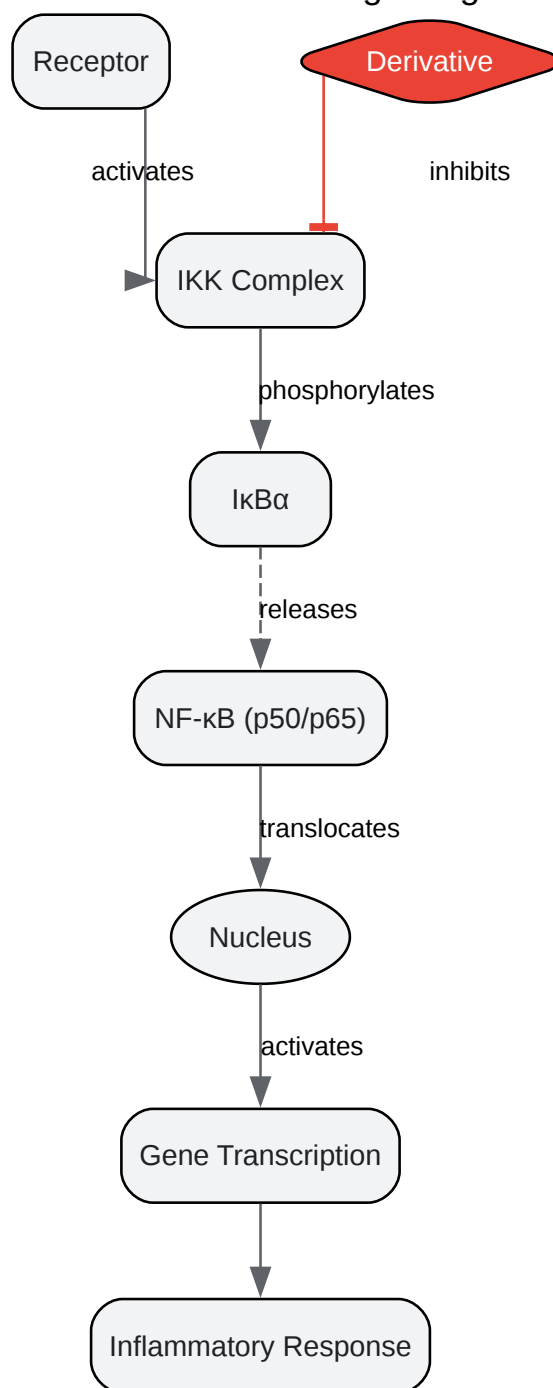 Receptor
Derivative
activates
inhibits
IKK Complex
phosphorylates
IκBα
releases
NF-κB (p50/p65)
translocates
Nucleus
activates
Gene Transcription
Inflammatory Response